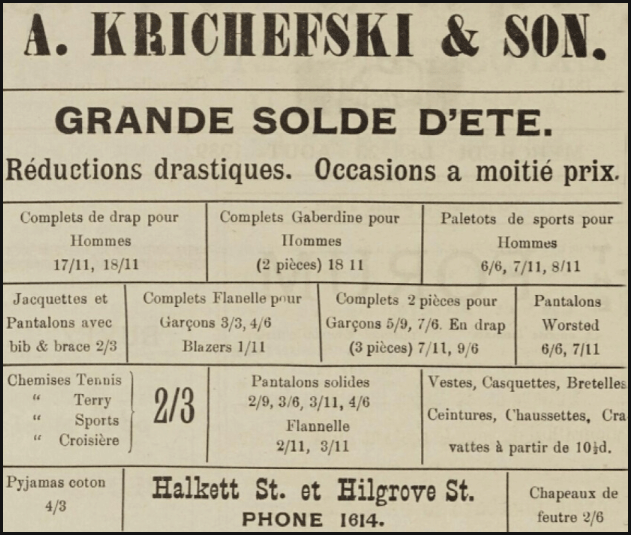 A. KRICHEFSKI & SON.
GRANDE SOLDE D'ETE.
Réductions drastiques. Occasions a moitié prix.
Complets de drap pour
Hommes
17/11, 18/11
Complets Gaberdine pour
Hommes
(2 pièces) 18 11
Paletots de sports pour
Hommes
6/6, 7/11, 8/11
Jacquettes et
Pantalons avec
bib & brace 2/3
Complets Flanelle pour
Garçons 3/3, 4/6
Blazers 1/11
Complets 2 pièces pour
Garçons 5/9, 7/6. En drap
(3 pièces) 7/11, 9/6
Pantalons
Worsted
6/6, 7/11
Chemises Tennis
“ Terry
“ Sports
“ Croisière
2/3
Pantalons solides
2/9, 3/6, 3/11, 4/6
Flannelle
2/11, 3/11
Vestes, Casquettes, Bretelles
Ceintures, Chaussettes, Cra
vattes à partir de 10½d.
Pyjamas coton
4/3
Halkett St. et Hilgrove St.
PHONE 1614.
Chapeaux de
feutre 2/6